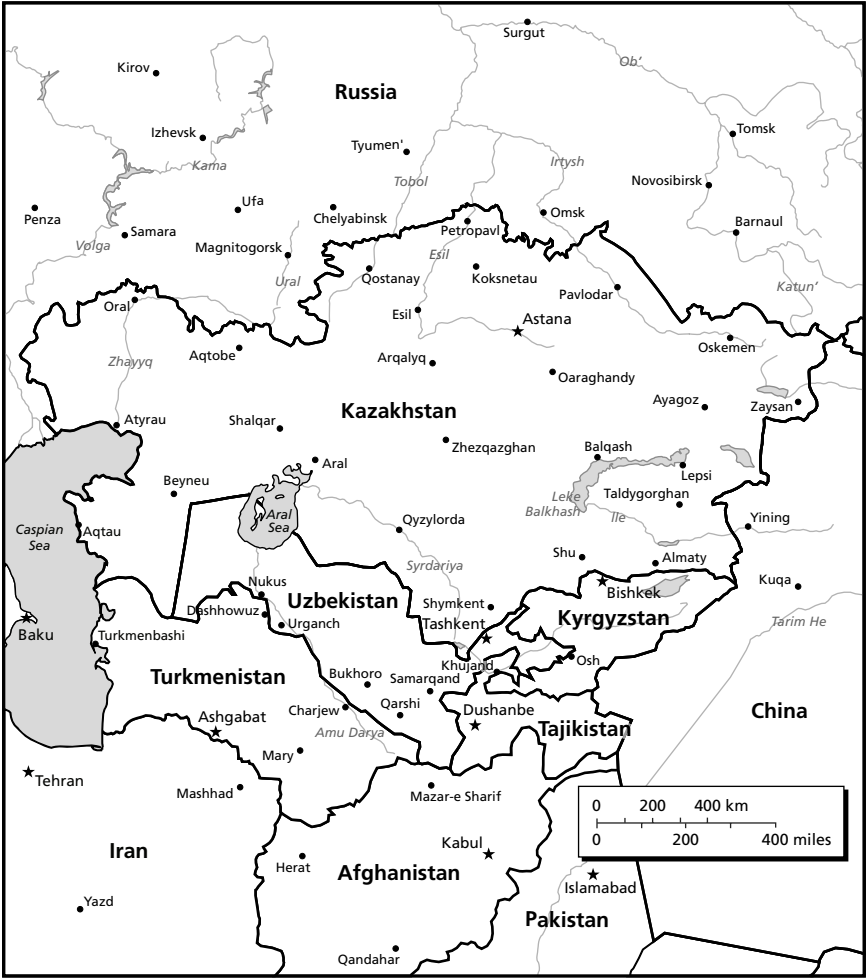 Surgut
Ob'
Kirov
Russia
Izhevsk
Tomsk
Tyumen'
Kama
Irtysh
Tobol
Novosibirsk
Penza
Ufa
Chelyabinsk
Omsk
Samara
Petropavl
Barnaul
Volga
Magnitogorsk
Esil
Ural
Qostanay
Koksnetau
Pavlodar
Katun'
Oral
Esil
Astana
Aqtobe
Oskemen
Zhayyq
Arqalyq
Oaraghandy
Ayagoz
Zaysan
Kazakhstan
Atyrau
Shalqar
Zhezqazghan
Balqash
Aral
Lepsi
Beyneu
Leke
Balkhash
Taldygorghan
Aral
Sea
Ile
Yining
Caspian
Sea
Aqtau
Qyzylorda
Shu
Almaty
Syrdariya
Nukus
Bishkek
Kuqa
Uzbekistan
Shymkent
Dashhowuz
Urganch
Tashkent
Kyrgyzstan
Tarim He
Baku
Turkmenbashi
Khujand
Osh
Turkmenistan
Bukhoro
Samarqand
Charjew
Qarshi
Dushanbe
China
Ashgabat
Amu Darya
Tajikistan
Mary
Tehran
Mashhad
Mazar-e Sharif
0 200 400 km
0 200 400 miles
Iran
Kabul
Herat
Afghanistan
Islamabad
Yazd
Pakistan
Qandahar